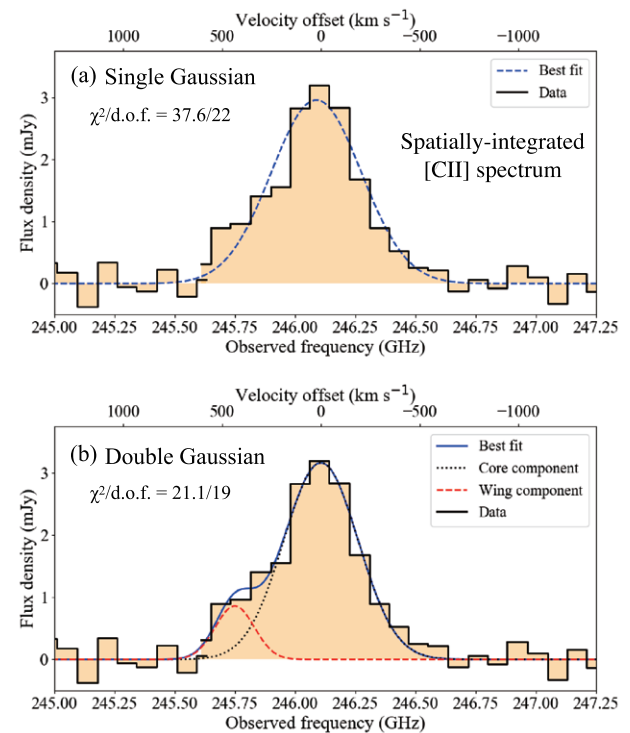 Velocity offset (km s⁻¹)
1000 500 0 −500 −1000
(a) Single Gaussian
χ²/d.o.f. = 37.6/22
Best fit
Data
Spatially-integrated
[CII] spectrum
Flux density (mJy)
3
2
1
0
245.00 245.25 245.50 245.75 246.00 246.25 246.50 246.75 247.00 247.25
Observed frequency (GHz)
Velocity offset (km s⁻¹)
1000 500 0 −500 −1000
(b) Double Gaussian
χ²/d.o.f. = 21.1/19
Best fit
Core component
Wing component
Data
Flux density (mJy)
3
2
1
0
245.00 245.25 245.50 245.75 246.00 246.25 246.50 246.75 247.00 247.25
Observed frequency (GHz)